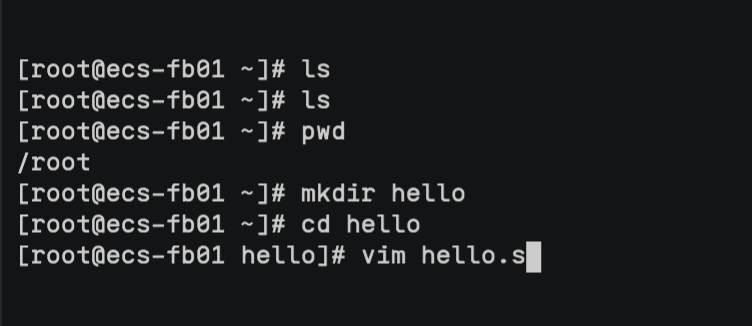 [root@ecs-fb01 ~]# ls
[root@ecs-fb01 ~]# ls
[root@ecs-fb01 ~]# pwd
/root
[root@ecs-fb01 ~]# mkdir hello
[root@ecs-fb01 ~]# cd hello
[root@ecs-fb01 hello]# vim hello.s